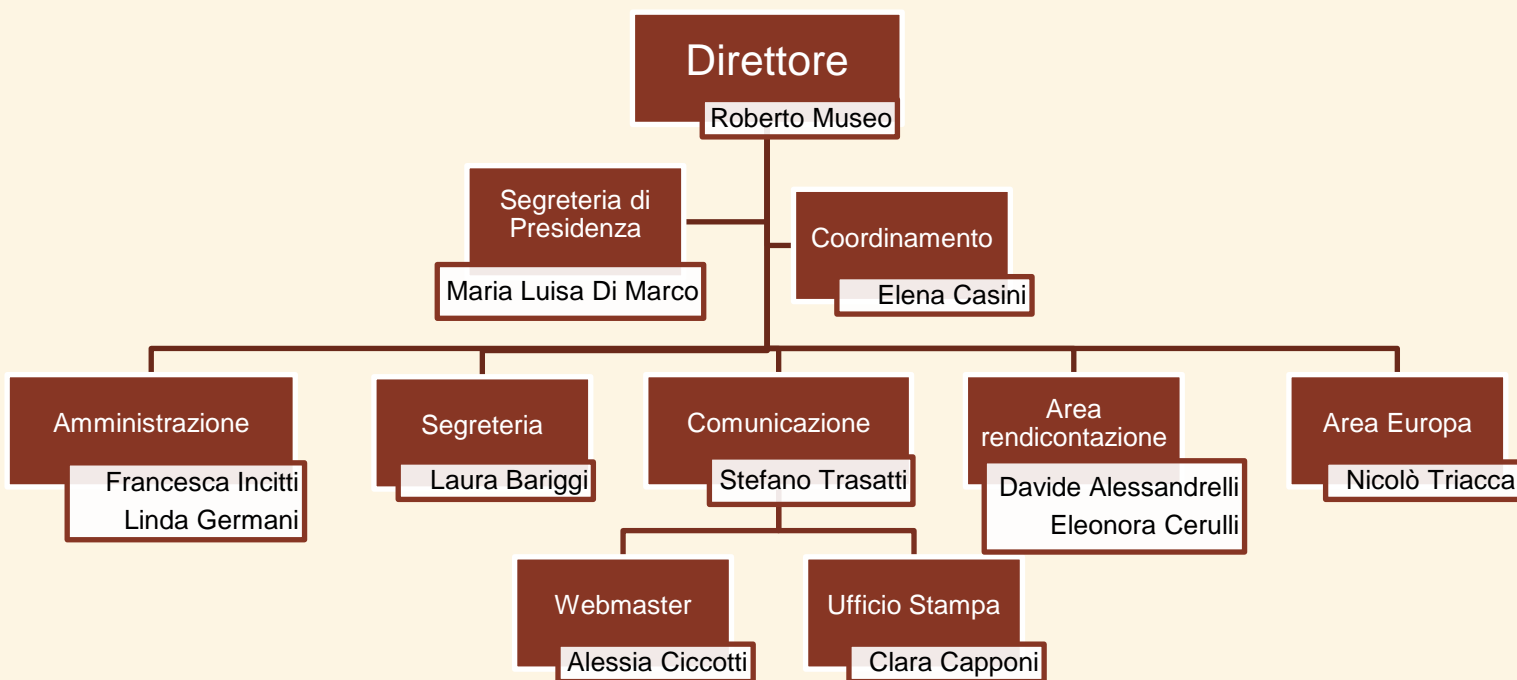 Direttore
Roberto Museo
Segreteria di
Presidenza
Maria Luisa Di Marco
Coordinamento
Elena Casini
Amministrazione
Francesca Incitti
Linda Germani
Segreteria
Laura Bariggi
Comunicazione
Stefano Trasatti
Area
rendicontazione
Davide Alessandrelli
Eleonora Cerulli
Area Europa
Nicolò Triacca
Webmaster
Alessia Ciccotti
Ufficio Stampa
Clara Capponi